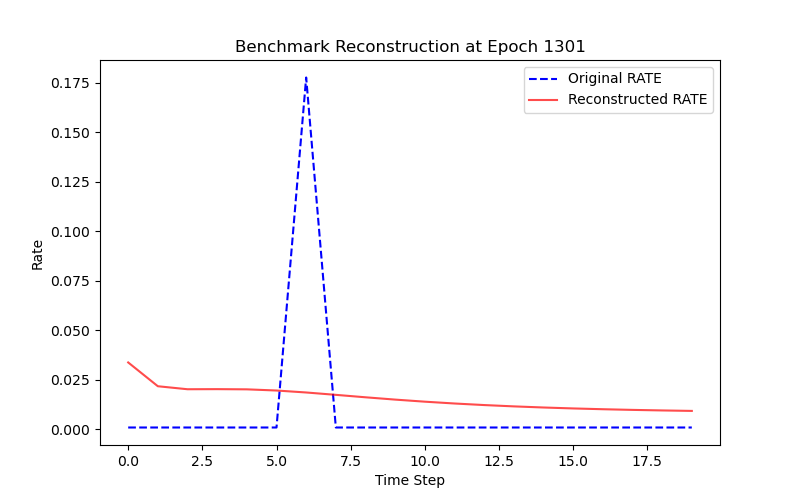 Benchmark Reconstruction at Epoch 1301
Original RATE
Reconstructed RATE
0.175
0.150
0.125
0.100
0.075
0.050
0.025
0.000
Rate
0.0 2.5 5.0 7.5 10.0 12.5 15.0 17.5
Time Step